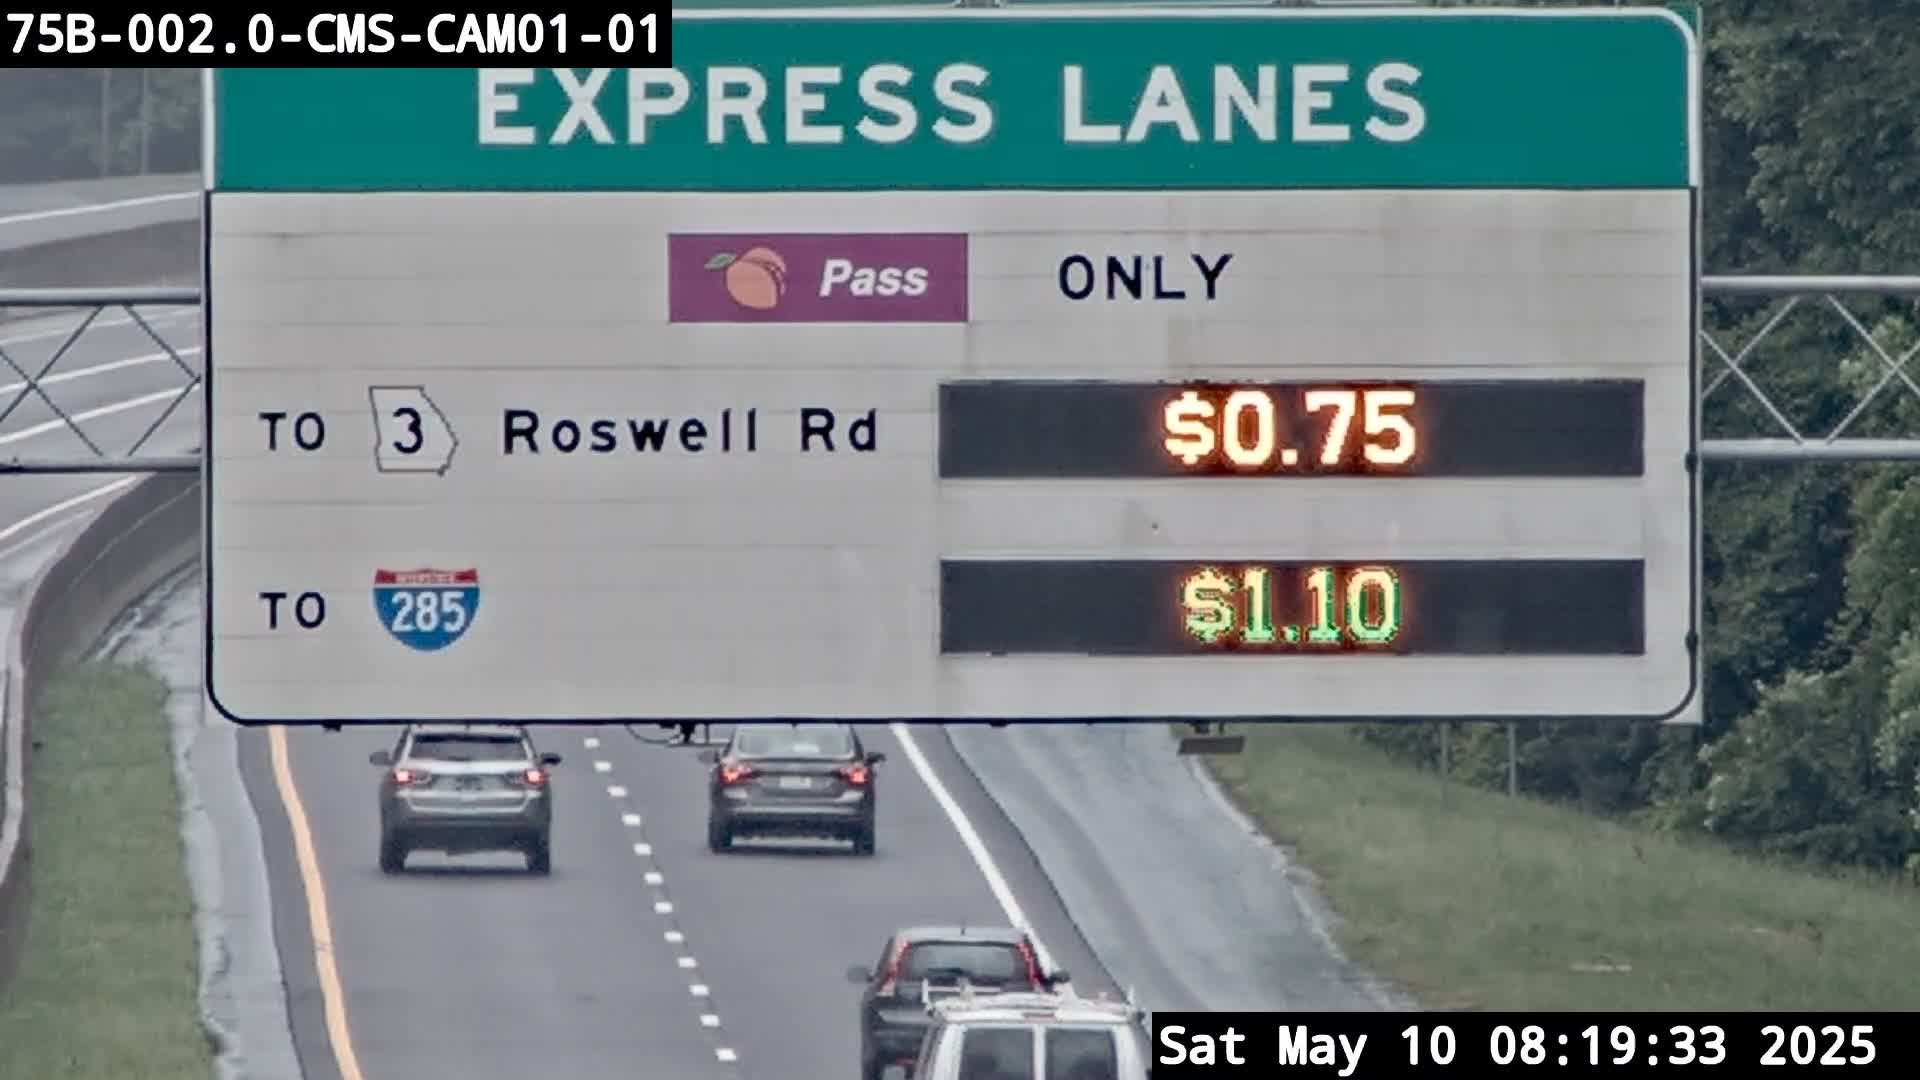 75B-002.0-CMS-CAM01-01
EXPRESS LANES
Pass ONLY
TO 3 Roswell Rd $0.75
TO 285 $1.10
Sat May 10 08:19:33 2025